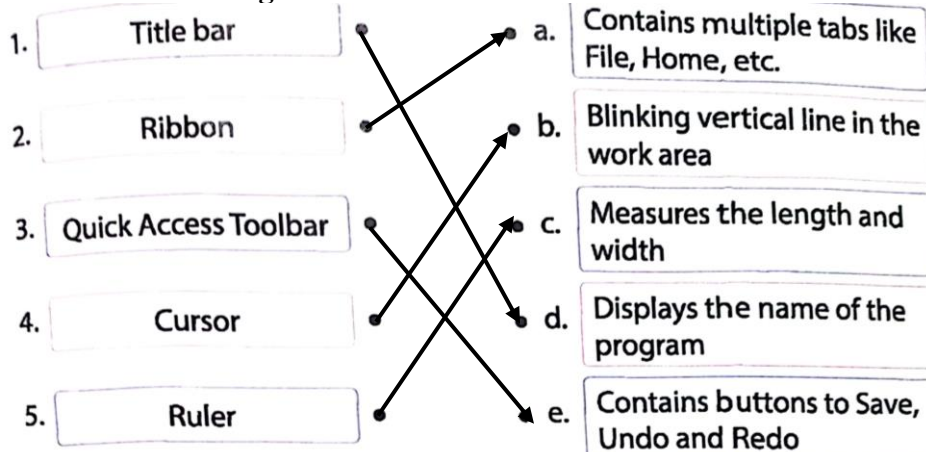 1. Title bar
a. Contains multiple tabs like
File, Home, etc.
2. Ribbon
b. Blinking vertical line in the
work area
3. Quick Access Toolbar
c. Measures the length and
width
4. Cursor
d. Displays the name of the
program
5. Ruler
e. Contains buttons to Save,
Undo and Redo